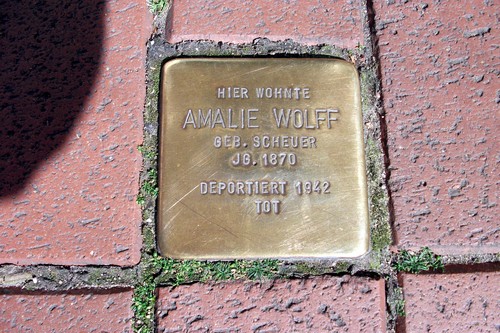 HIER WOHNTE
AMALIE WOLFF
GEB. SCHEUER
JG. 1870
DEPORTIERT 1942
TOT